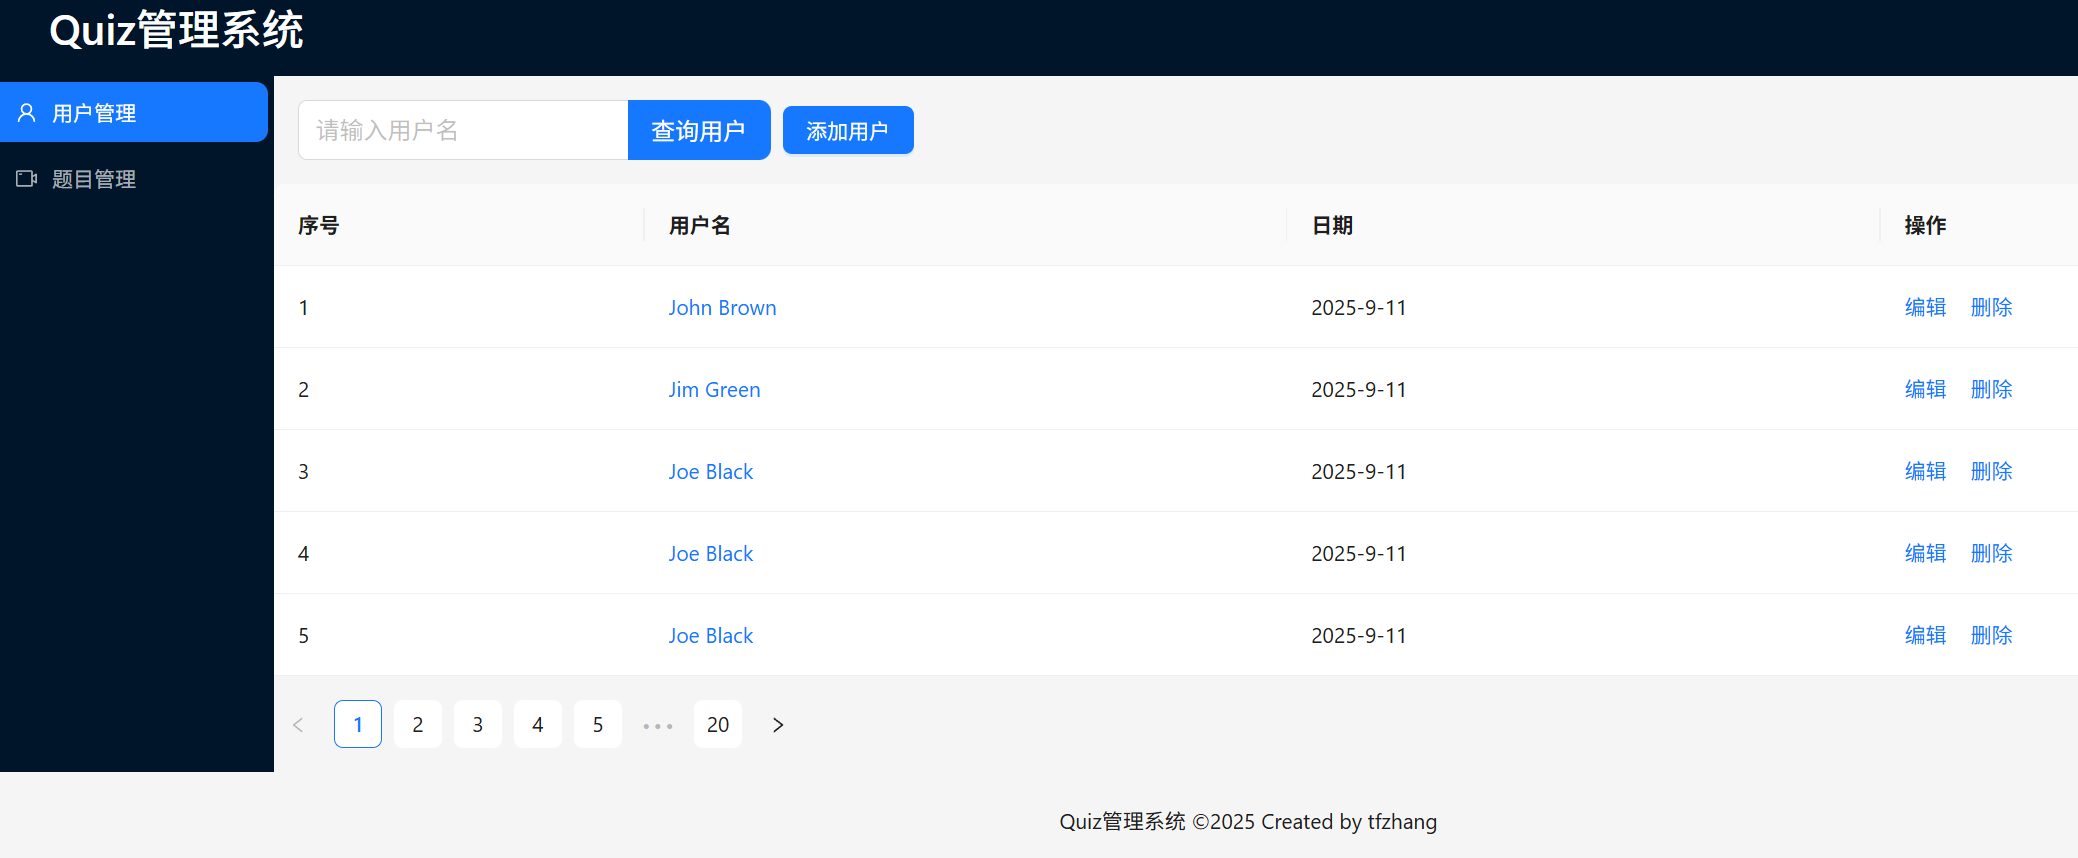 Quiz管理系统
用户管理
题目管理
请输入用户名 查询用户 添加用户
序号 用户名 日期 操作
1 John Brown 2025-9-11 编辑 删除
2 Jim Green 2025-9-11 编辑 删除
3 Joe Black 2025-9-11 编辑 删除
4 Joe Black 2025-9-11 编辑 删除
5 Joe Black 2025-9-11 编辑 删除
< 1 2 3 4 5 ••• 20 >
Quiz管理系统 ©2025 Created by tfzhang